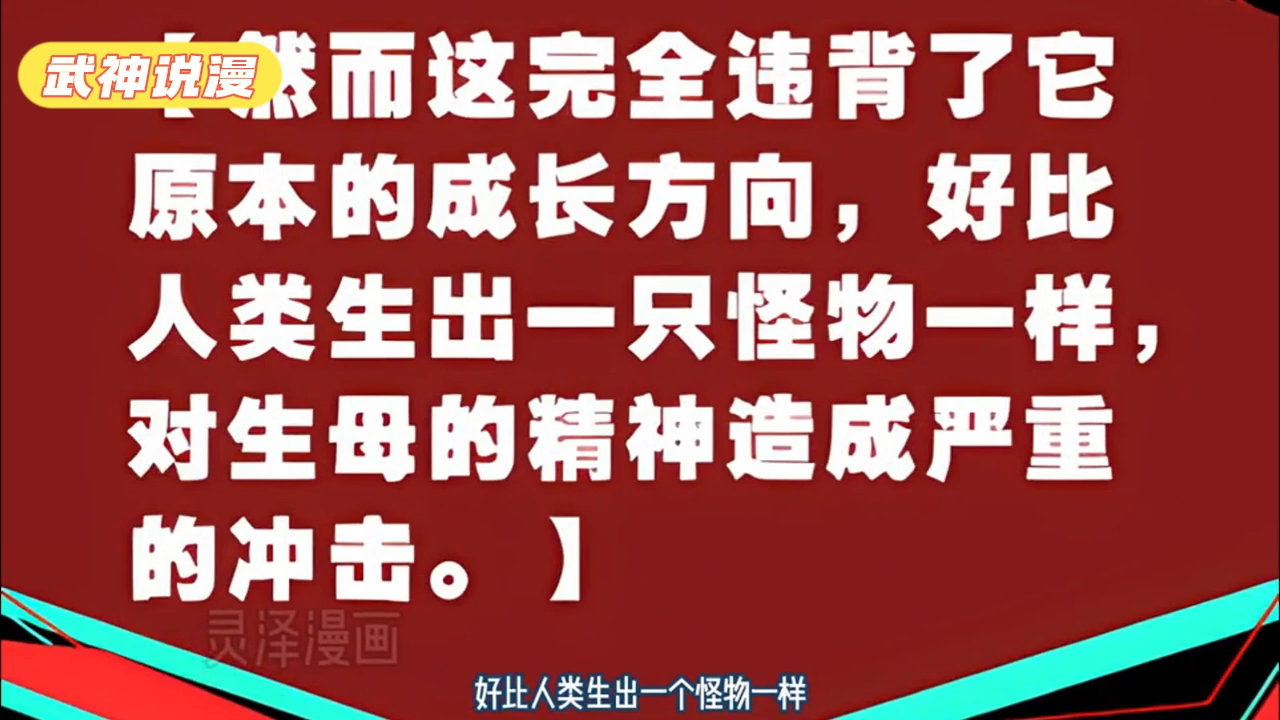 武神说漫
【然而这完全违背了它
原本的成长方向，好比
人类生出一只怪物一样，
对生母的精神造成严重
的冲击。】
灵泽漫画
好比人类生出一个怪物一样